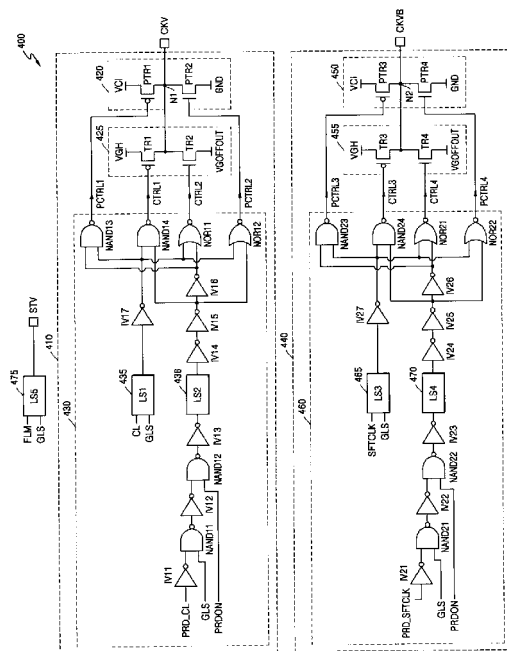 400
STV
475
LS5
FLM
GLS
410
430
CKV
420
VCi
PTR1
PTR2
N1
GND
425
VGH
TR1
TR2
VGOFFOUT
PCTRL1
CTRL1
CTRL2
PCTRL2
NAND13
NAND14
NOR11
NOR12
IV17
IV16
IV15
IV14
435
LS1
CL
GLS
LS2
IV13
NAND12
IV12
NAND11
IV11
PRD_CL
GLS
PRDON
440
460
CKVB
450
VCi
PTR3
PTR4
N2
GND
455
VGH
TR3
TR4
VGOFFOUT
PCTRL3
CTRL3
CTRL4
PCTRL4
NAND23
NAND24
NOR21
NOR22
IV27
IV26
IV25
IV24
465
LS3
SFTCLK
GLS
470
LS4
IV23
NAND22
IV22
NAND21
IV21
PRD_SFTCLK
GLS
PRDON